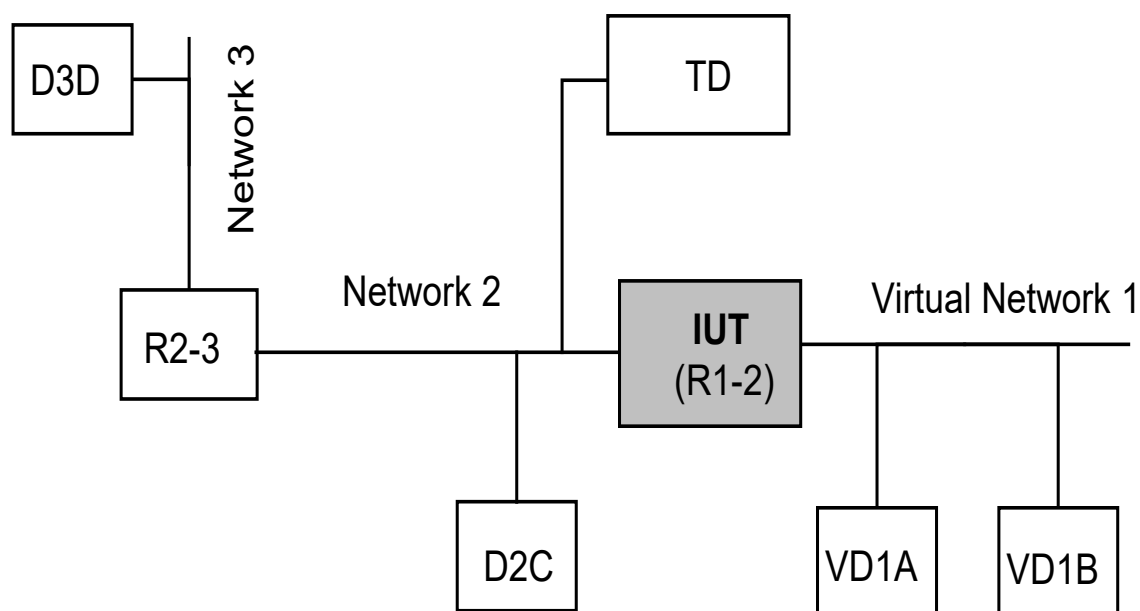 D3D
Network 3
TD
Network 2
Virtual Network 1
R2-3
IUT
(R1-2)
D2C
VD1A
VD1B